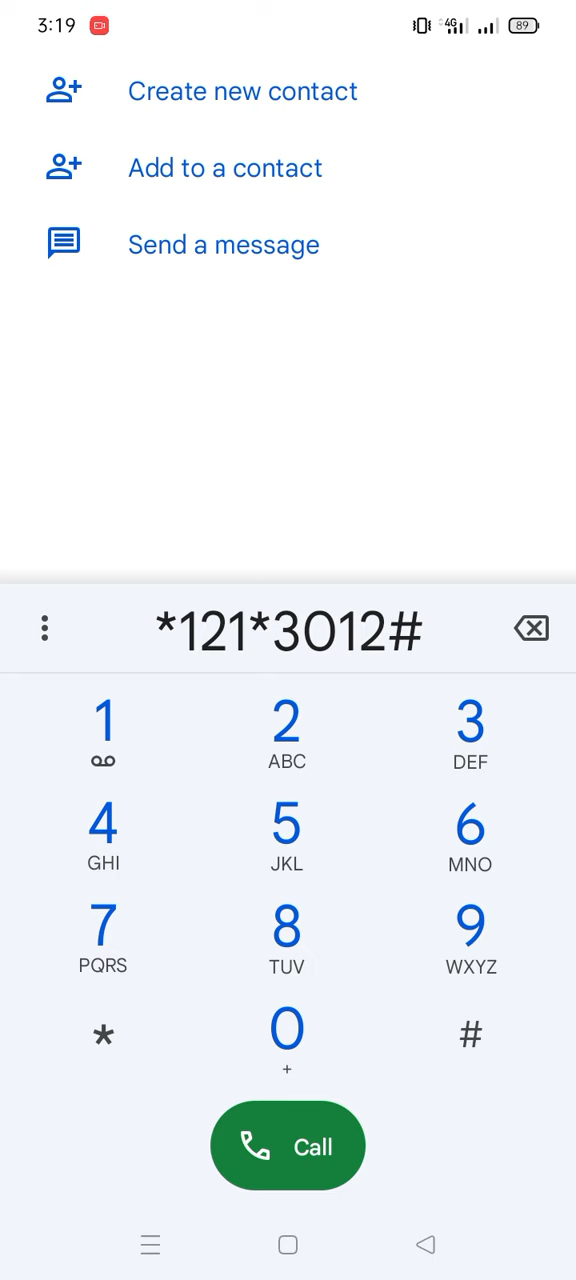 3:19 4G 89
Create new contact
Add to a contact
Send a message
*121*3012#
1 2 3
ABC DEF
4 5 6
GHI JKL MNO
7 8 9
PQRS TUV WXYZ
* 0 #
+
Call